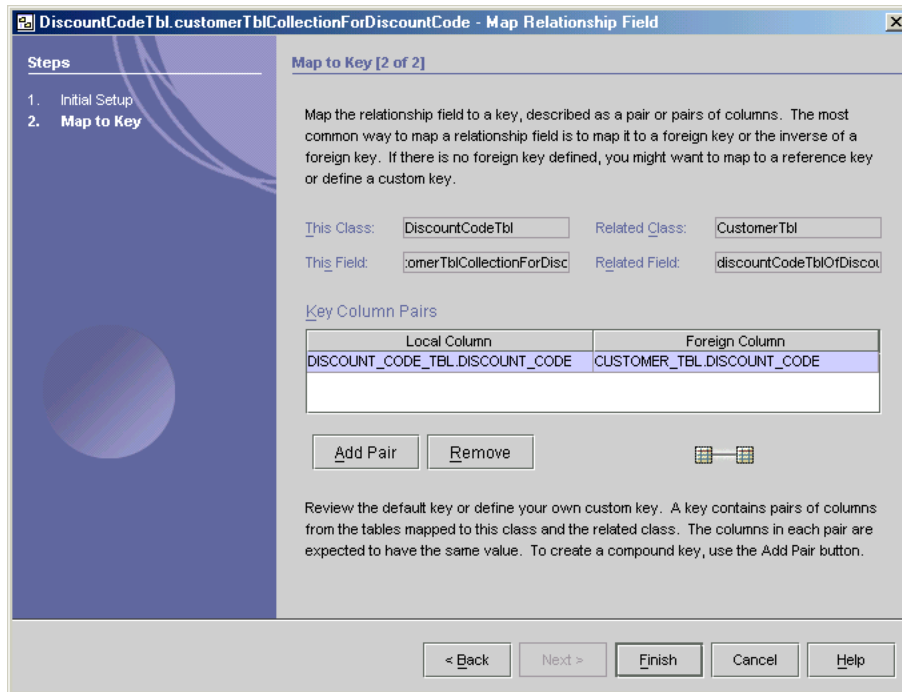 DiscountCodeTbl.customerTblCollectionForDiscountCode - Map Relationship Field
Steps
1. Initial Setup
2. Map to Key
Map to Key [2 of 2]
Map the relationship field to a key, described as a pair or pairs of columns. The most
common way to map a relationship field is to map it to a foreign key or the inverse of a
foreign key. If there is no foreign key defined, you might want to map to a reference key
or define a custom key.
This Class: DiscountCodeTbl Related Class: CustomerTbl
This Field: :omerTblCollectionForDisc Related Field: discountCodeTblOfDiscou
Key Column Pairs
Local Column Foreign Column
DISCOUNT_CODE_TBL.DISCOUNT_CODE CUSTOMER_TBL.DISCOUNT_CODE
Add Pair Remove
Review the default key or define your own custom key. A key contains pairs of columns
from the tables mapped to this class and the related class. The columns in each pair are
expected to have the same value. To create a compound key, use the Add Pair button.
< Back Next > Finish Cancel Help